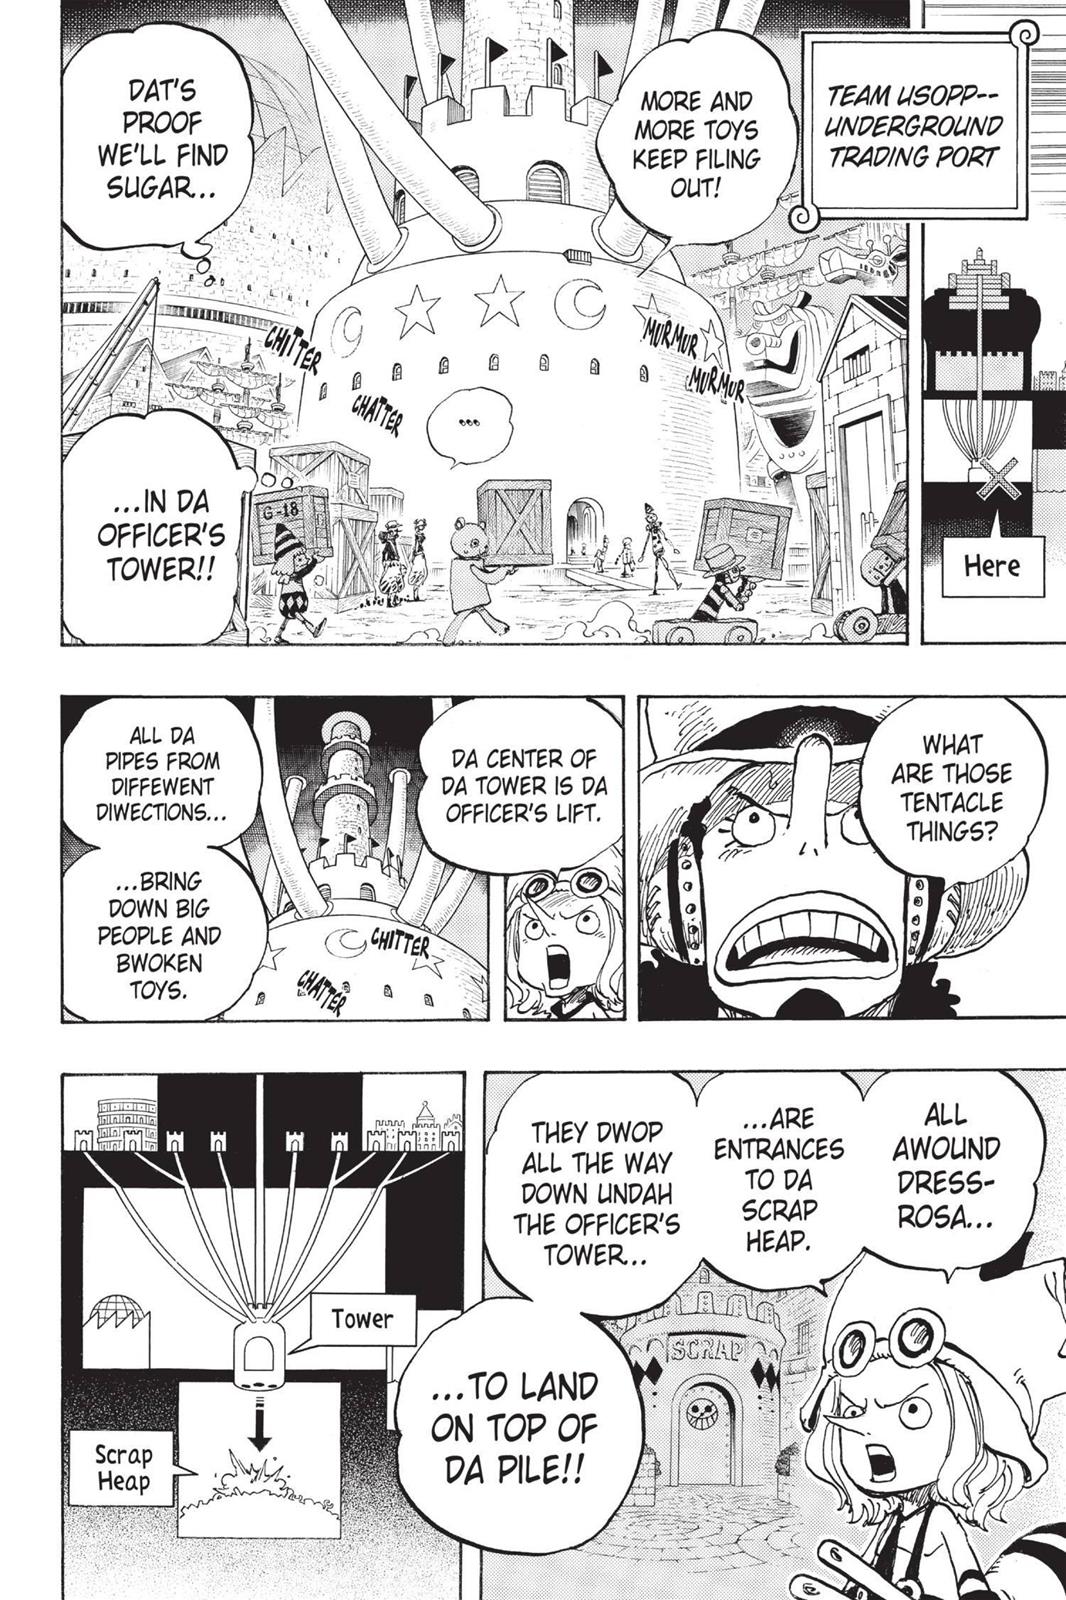 TEAM USOPP--
UNDERGROUND
TRADING PORT
MORE AND
MORE TOYS
KEEP FILING
OUT!
DAT'S
PROOF
WE'LL FIND
SUGAR...
...IN DA
OFFICER'S
TOWER!!
CHITTER
CHATTER
...
MURMUR
MURMUR
G-18
Here
WHAT
ARE THOSE
TENTACLE
THINGS?
DA CENTER OF
DA TOWER IS DA
OFFICER'S LIFT.
ALL DA
PIPES FROM
DIFFEWENT
DIWECTIONS...
...BRING
DOWN BIG
PEOPLE AND
BWOKEN
TOYS.
CHITTER
CHATTER
ALL
AWOUND
DRESS-
ROSA...
...ARE
ENTRANCES
TO DA
SCRAP
HEAP.
THEY DWOP
ALL THE WAY
DOWN UNDAH
THE OFFICER'S
TOWER...
...TO LAND
ON TOP OF
DA PILE!!
SCRAP
Tower
Scrap
Heap